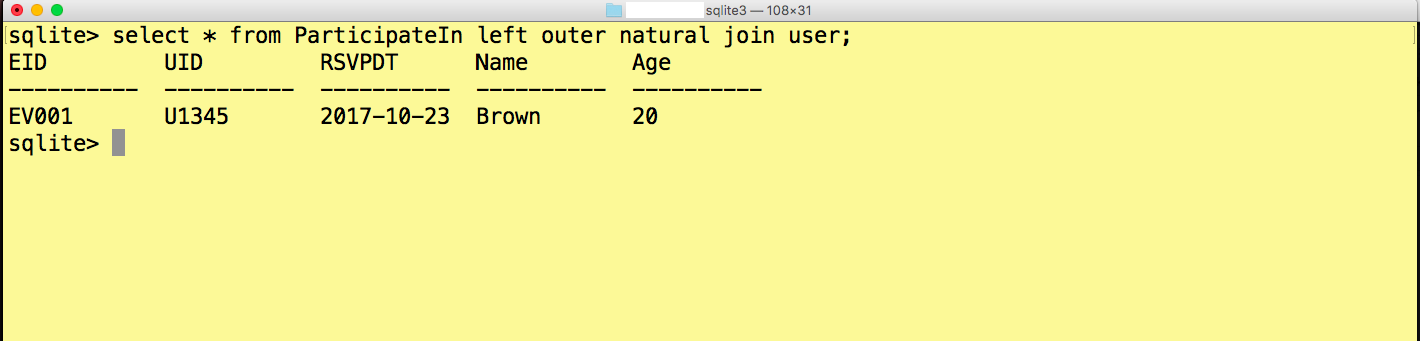 sqlite3 — 108×31
sqlite> select * from ParticipateIn left outer natural join user;
EID UID RSVPDT Name Age
---------- ---------- ---------- ---------- ----------
EV001 U1345 2017-10-23 Brown 20
sqlite>